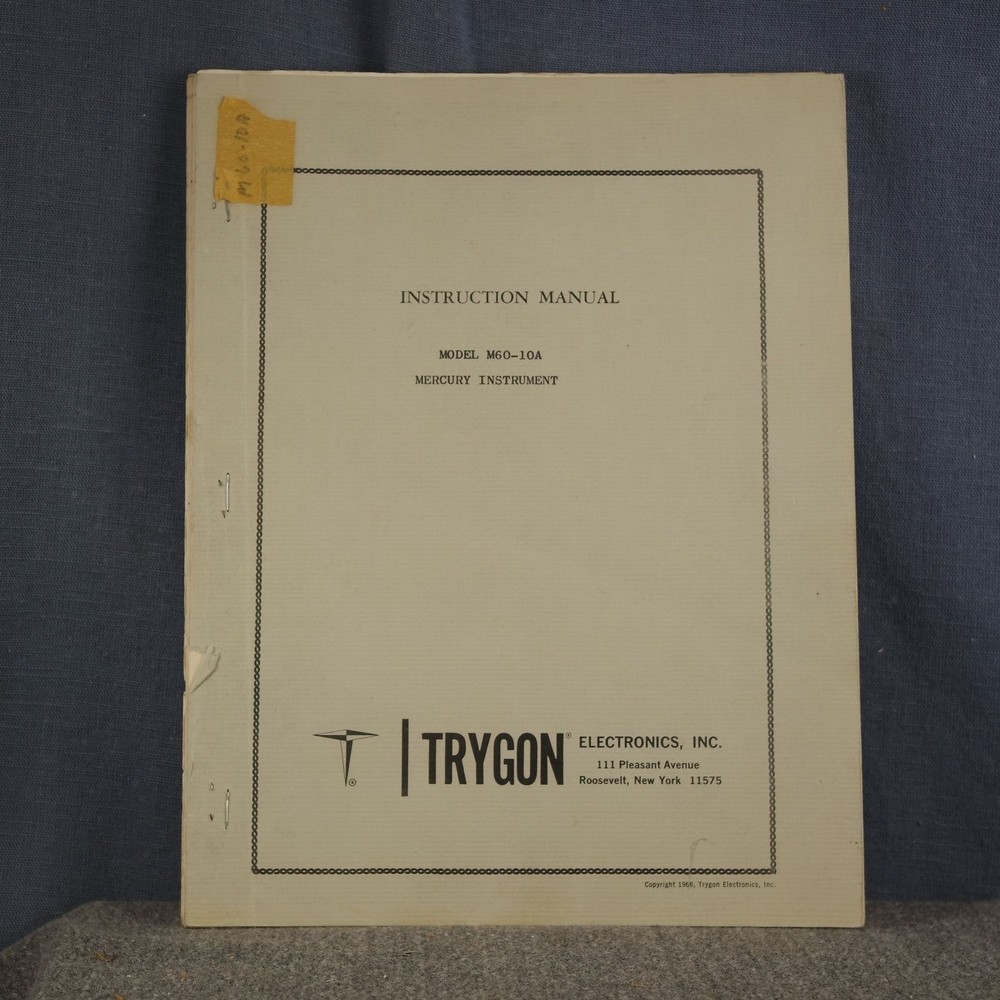 M60-10A
INSTRUCTION MANUAL
MODEL M60-10A
MERCURY INSTRUMENT
®
TRYGON® ELECTRONICS, INC.
111 Pleasant Avenue
Roosevelt, New York 11575
Copyright 1966, Trygon Electronics, Inc.